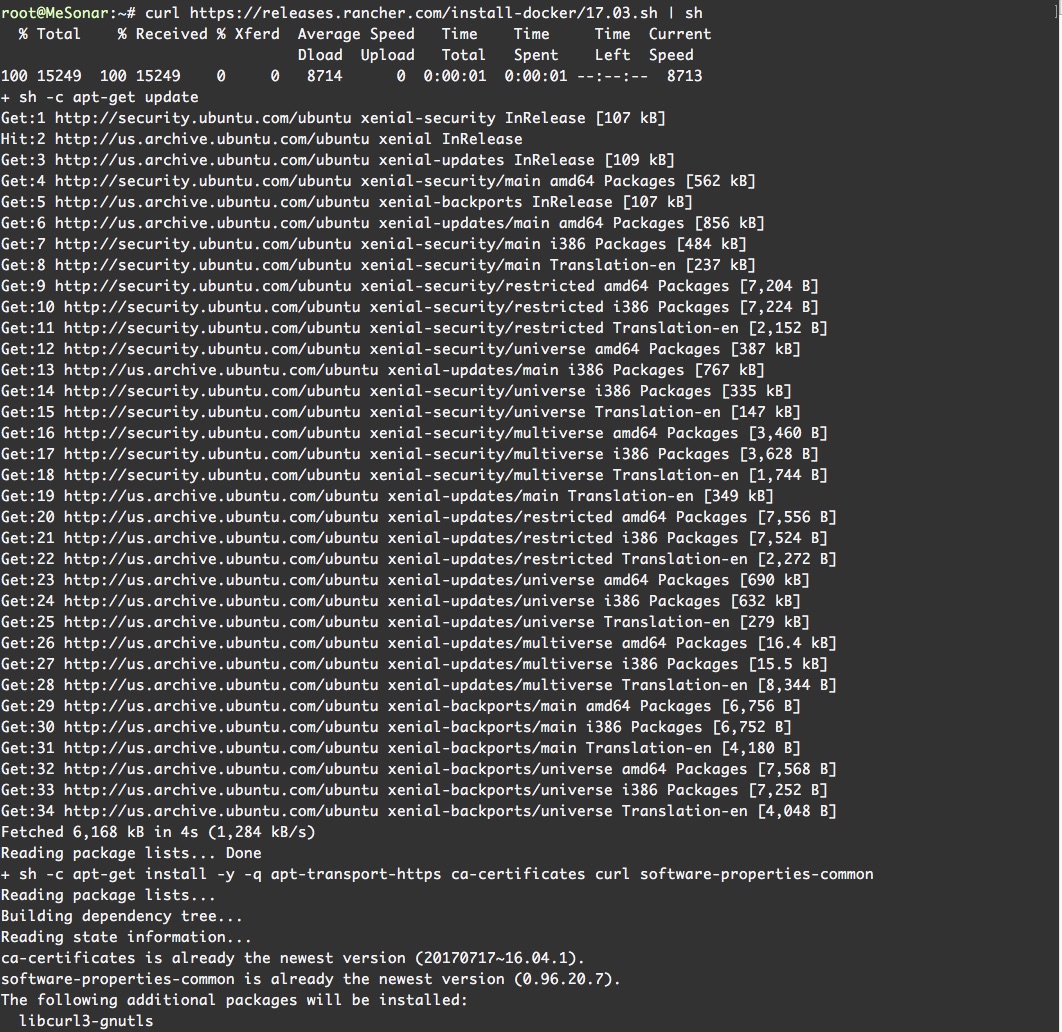 root@MeSonar:~# curl https://releases.rancher.com/install-docker/17.03.sh | sh
  % Total    % Received % Xferd  Average Speed   Time    Time     Time  Current
                                 Dload  Upload   Total   Spent    Left  Speed
100 15249  100 15249    0     0   8714      0  0:00:01  0:00:01 --:--:--  8713
+ sh -c apt-get update
Get:1 http://security.ubuntu.com/ubuntu xenial-security InRelease [107 kB]
Hit:2 http://us.archive.ubuntu.com/ubuntu xenial InRelease
Get:3 http://us.archive.ubuntu.com/ubuntu xenial-updates InRelease [109 kB]
Get:4 http://security.ubuntu.com/ubuntu xenial-security/main amd64 Packages [562 kB]
Get:5 http://us.archive.ubuntu.com/ubuntu xenial-backports InRelease [107 kB]
Get:6 http://us.archive.ubuntu.com/ubuntu xenial-updates/main amd64 Packages [856 kB]
Get:7 http://security.ubuntu.com/ubuntu xenial-security/main i386 Packages [484 kB]
Get:8 http://security.ubuntu.com/ubuntu xenial-security/main Translation-en [237 kB]
Get:9 http://security.ubuntu.com/ubuntu xenial-security/restricted amd64 Packages [7,204 B]
Get:10 http://security.ubuntu.com/ubuntu xenial-security/restricted i386 Packages [7,224 B]
Get:11 http://security.ubuntu.com/ubuntu xenial-security/restricted Translation-en [2,152 B]
Get:12 http://security.ubuntu.com/ubuntu xenial-security/universe amd64 Packages [387 kB]
Get:13 http://us.archive.ubuntu.com/ubuntu xenial-updates/main i386 Packages [767 kB]
Get:14 http://security.ubuntu.com/ubuntu xenial-security/universe i386 Packages [335 kB]
Get:15 http://security.ubuntu.com/ubuntu xenial-security/universe Translation-en [147 kB]
Get:16 http://security.ubuntu.com/ubuntu xenial-security/multiverse amd64 Packages [3,460 B]
Get:17 http://security.ubuntu.com/ubuntu xenial-security/multiverse i386 Packages [3,628 B]
Get:18 http://security.ubuntu.com/ubuntu xenial-security/multiverse Translation-en [1,744 B]
Get:19 http://us.archive.ubuntu.com/ubuntu xenial-updates/main Translation-en [349 kB]
Get:20 http://us.archive.ubuntu.com/ubuntu xenial-updates/restricted amd64 Packages [7,556 B]
Get:21 http://us.archive.ubuntu.com/ubuntu xenial-updates/restricted i386 Packages [7,524 B]
Get:22 http://us.archive.ubuntu.com/ubuntu xenial-updates/restricted Translation-en [2,272 B]
Get:23 http://us.archive.ubuntu.com/ubuntu xenial-updates/universe amd64 Packages [690 kB]
Get:24 http://us.archive.ubuntu.com/ubuntu xenial-updates/universe i386 Packages [632 kB]
Get:25 http://us.archive.ubuntu.com/ubuntu xenial-updates/universe Translation-en [279 kB]
Get:26 http://us.archive.ubuntu.com/ubuntu xenial-updates/multiverse amd64 Packages [16.4 kB]
Get:27 http://us.archive.ubuntu.com/ubuntu xenial-updates/multiverse i386 Packages [15.5 kB]
Get:28 http://us.archive.ubuntu.com/ubuntu xenial-updates/multiverse Translation-en [8,344 B]
Get:29 http://us.archive.ubuntu.com/ubuntu xenial-backports/main amd64 Packages [6,756 B]
Get:30 http://us.archive.ubuntu.com/ubuntu xenial-backports/main i386 Packages [6,752 B]
Get:31 http://us.archive.ubuntu.com/ubuntu xenial-backports/main Translation-en [4,180 B]
Get:32 http://us.archive.ubuntu.com/ubuntu xenial-backports/universe amd64 Packages [7,568 B]
Get:33 http://us.archive.ubuntu.com/ubuntu xenial-backports/universe i386 Packages [7,252 B]
Get:34 http://us.archive.ubuntu.com/ubuntu xenial-backports/universe Translation-en [4,048 B]
Fetched 6,168 kB in 4s (1,284 kB/s)
Reading package lists... Done
+ sh -c apt-get install -y -q apt-transport-https ca-certificates curl software-properties-common
Reading package lists...
Building dependency tree...
Reading state information...
ca-certificates is already the newest version (20170717~16.04.1).
software-properties-common is already the newest version (0.96.20.7).
The following additional packages will be installed:
  libcurl3-gnutls